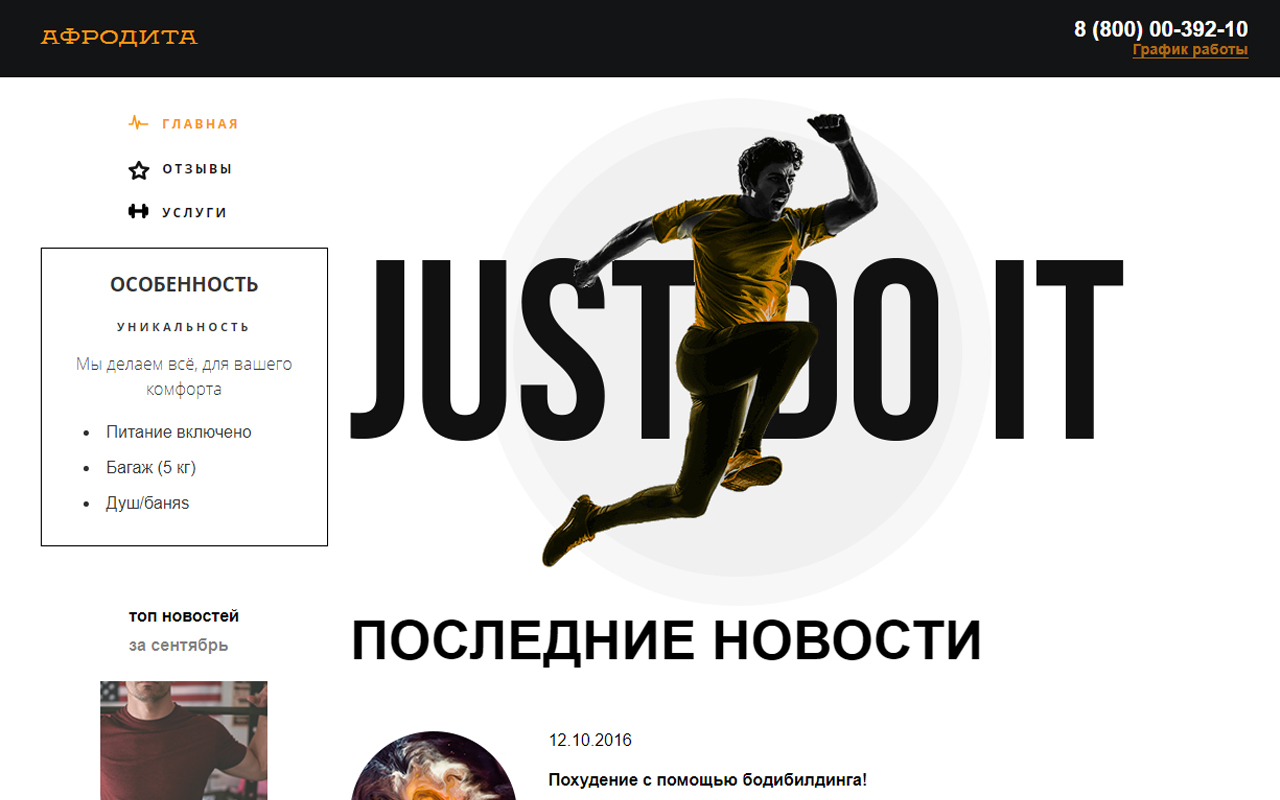 АФРОДИТА
8 (800) 00-392-10
График работы
ГЛАВНАЯ
ОТЗЫВЫ
УСЛУГИ
ОСОБЕННОСТЬ
УНИКАЛЬНОСТЬ
Мы делаем всё, для вашего
комфорта
Питание включено
Багаж (5 кг)
Душ/баняs
JUST DO IT
топ новостей
за сентябрь
ПОСЛЕДНИЕ НОВОСТИ
12.10.2016
Похудение с помощью бодибилдинга!